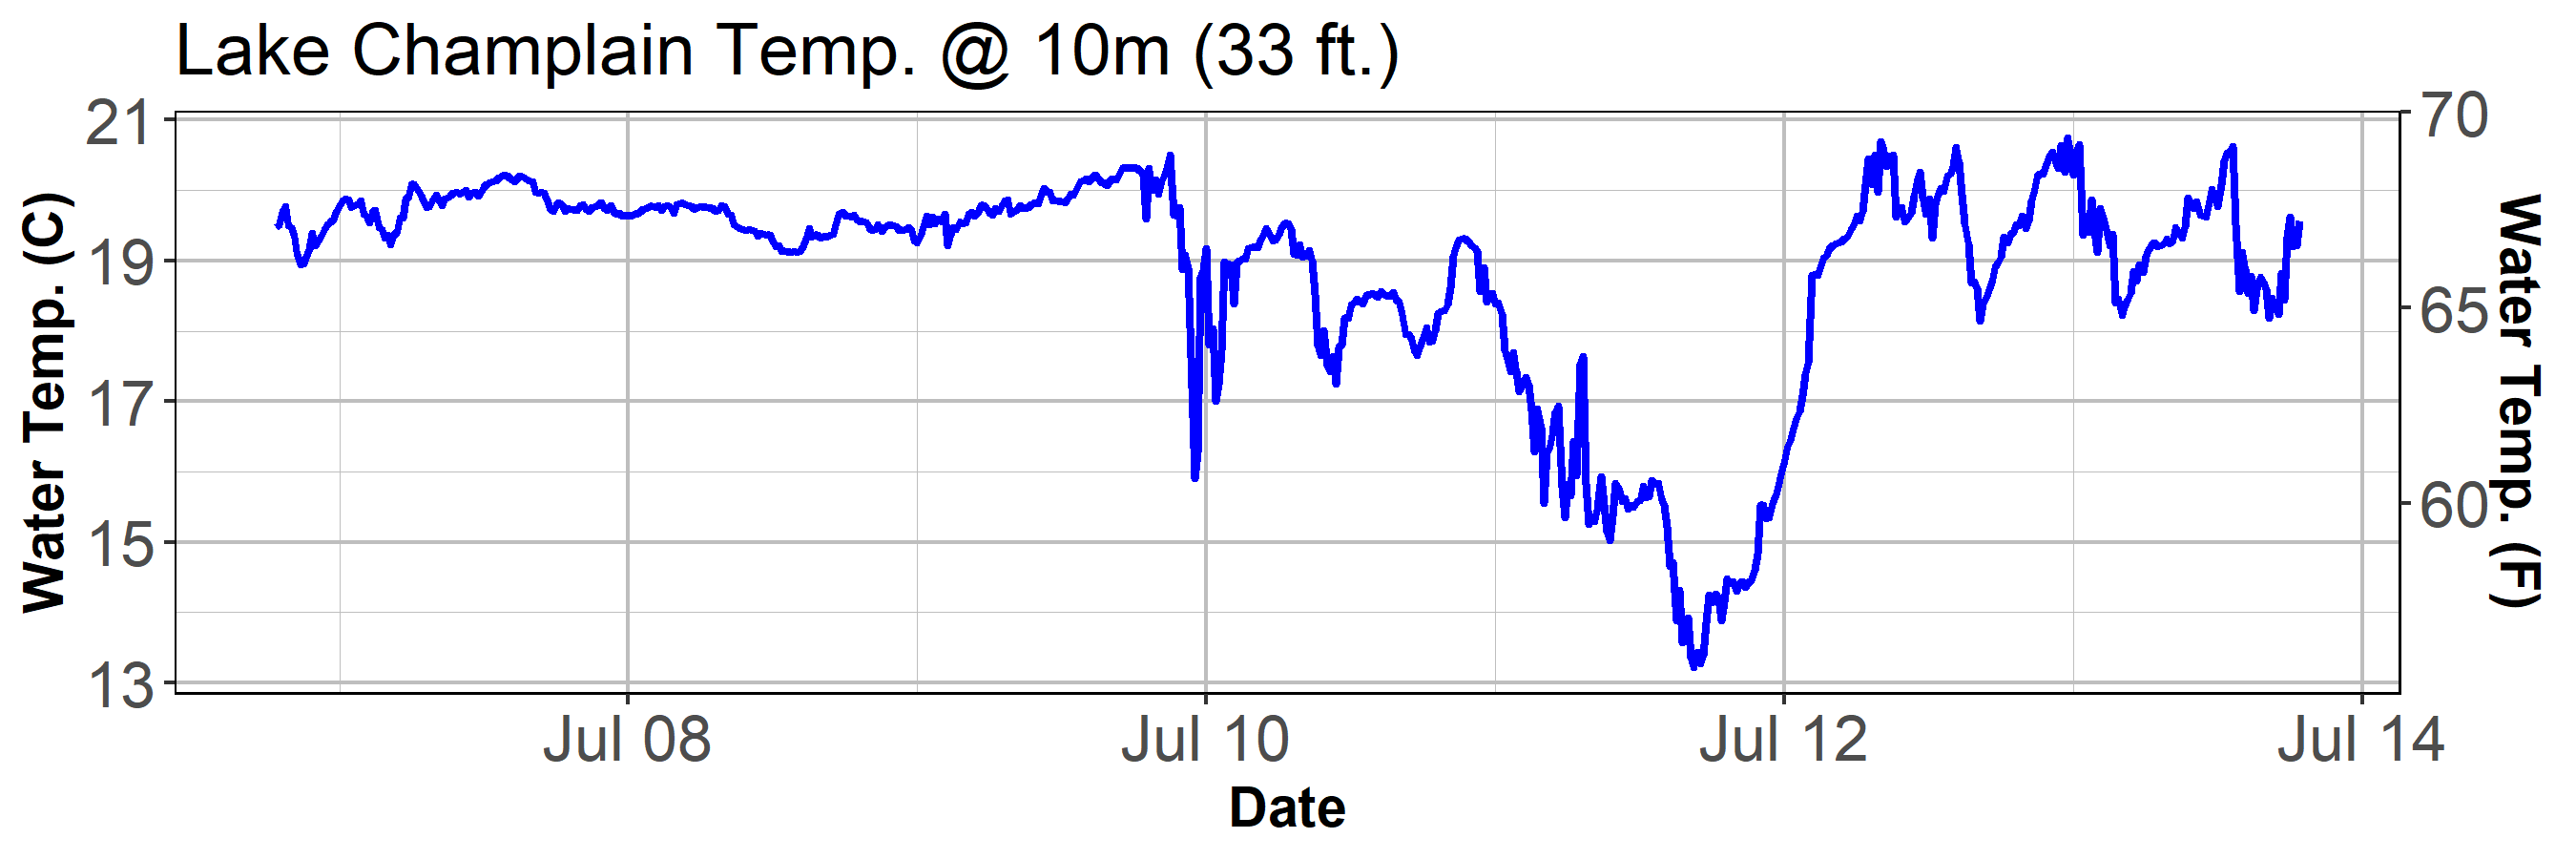 Lake Champlain Temp. @ 10m (33 ft.)
Water Temp. (C)
21
19
17
15
13
70
65
60
Water Temp. (F)
Jul 08
Jul 10
Jul 12
Jul 14
Date